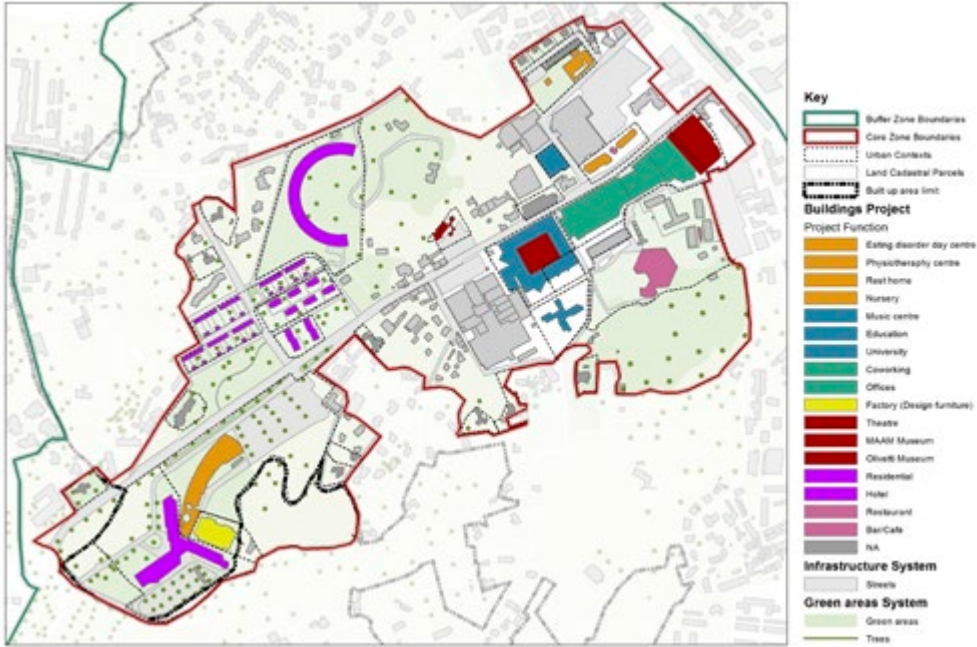 Key
Buffer Zone Boundaries
Core Zone Boundaries
Urban Contexts
Land Cadastral Parcels
Built up area limit
Buildings Project
Project Function
Eating disorder day centre
Physiotheraphy centre
Rest home
Nursery
Music centre
Education
University
Coworking
Offices
Factory (Design furniture)
Theatre
MAAM Museum
Olivetti Museum
Residential
Hotel
Restaurant
Bar/Cafè
NA
Infrastructure System
Streets
Green areas System
Green areas
Trees